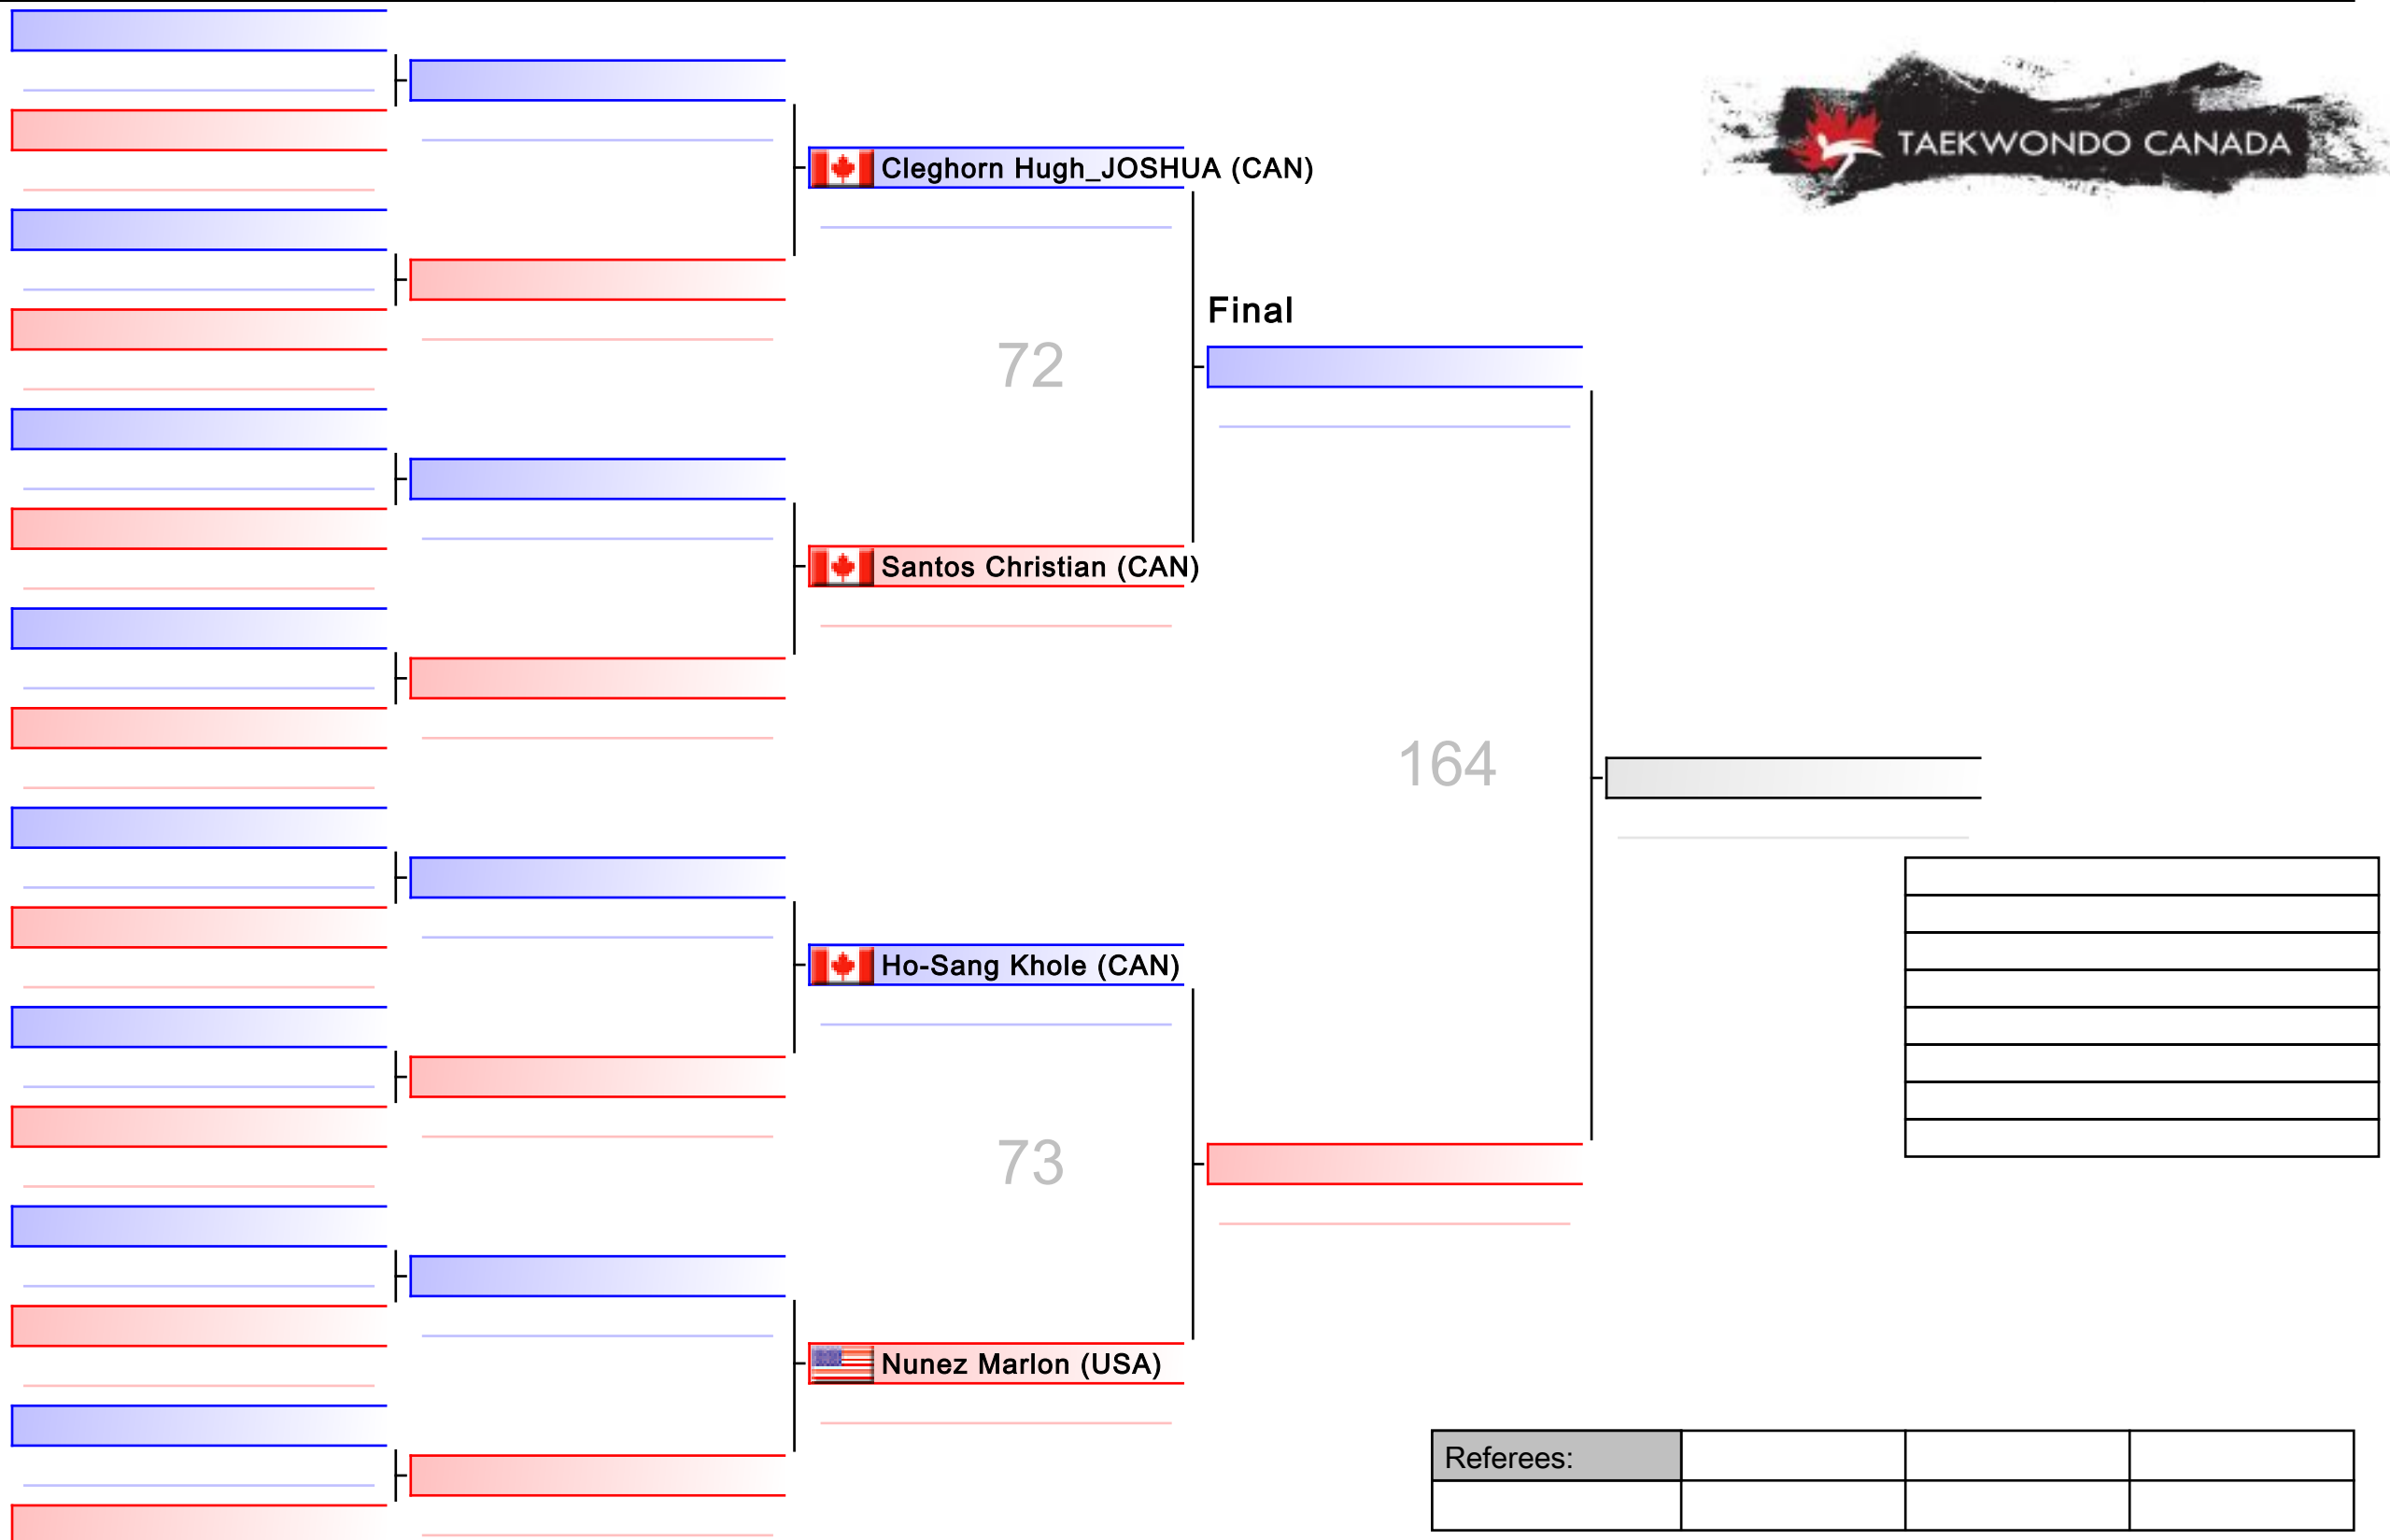 TAEKWONDO CANADA
Cleghorn Hugh_JOSHUA (CAN)
Final
72
Santos Christian (CAN)
164
Ho-Sang Khole (CAN)
73
Nunez Marlon (USA)
Referees: